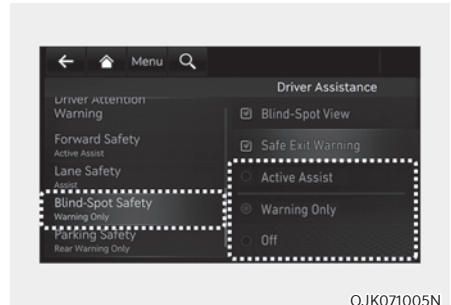 Menu
Driver Assistance
Driver Attention
Warning
Forward Safety
Active Assist
Lane Safety
Assist
Blind-Spot Safety
Warning Only
Parking Safety
Rear Warning Only
Blind-Spot View
Safe Exit Warning
Active Assist
Warning Only
Off
OJK071005N